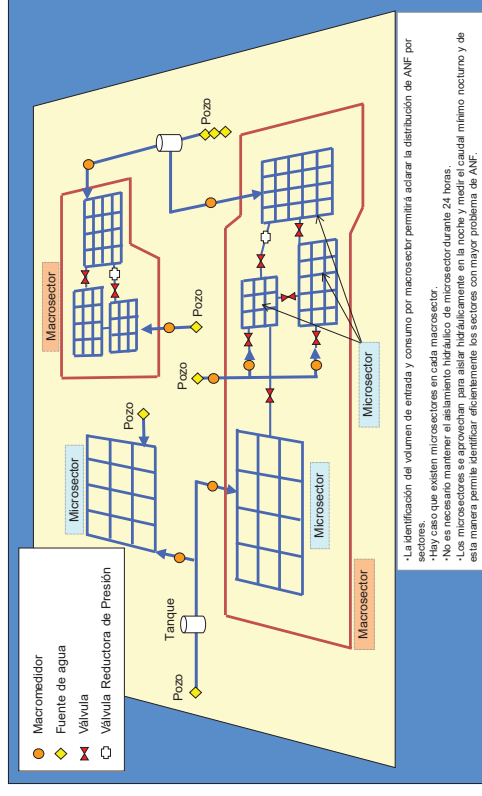 Macromedidor
Fuente de agua
Válvula
Válvula Reductora de Presión
Pozo
Tanque
Microsector
Pozo
Macrosector
Pozo
Pozo
Pozo
Microsector
Macrosector
Microsector
・La identificación del volumen de entrada y consumo por macrosector permitirá aclarar la distribución de ANF por
sectores.
・Hay caso que existen microsectores en cada macrosector.
・No es necesario mantener el aislamiento hidráulico de microsector durante 24 horas.
・Los microsectores se aprovechan para aislar hidráulicamente en la noche y medir el caudal mínimo nocturno y de
esta manera permite identificar eficientemente los sectores con mayor problema de ANF.